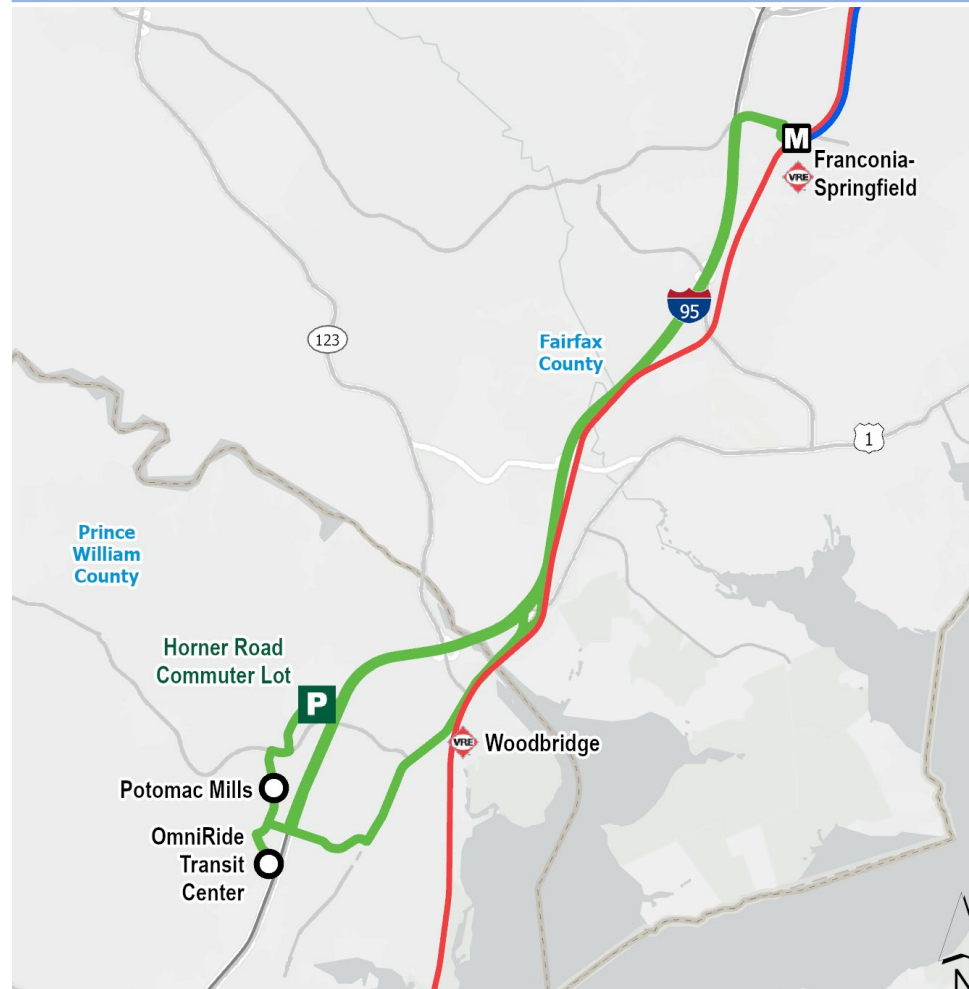 M
Franconia-
VRE
Springfield
95
123
Fairfax
County
1
Prince
William
County
Horner Road
Commuter Lot
P
VRE
Woodbridge
Potomac Mills
OmniRide
Transit
Center
N